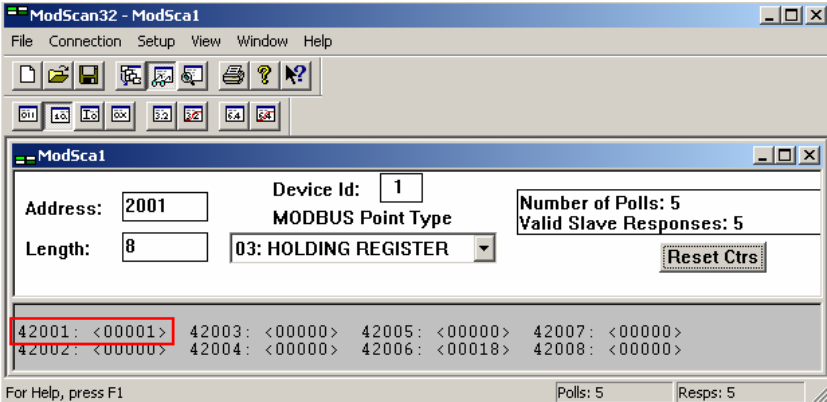 ModScan32 - ModSca1
File Connection Setup View Window Help
ModSca1
Address: 2001
Device Id: 1
MODBUS Point Type
Length: 8
03: HOLDING REGISTER
Number of Polls: 5
Valid Slave Responses: 5
Reset Ctrs
42001: <00001> 42003: <00000> 42005: <00000> 42007: <00000>
42002: <00000> 42004: <00000> 42006: <00018> 42008: <00000>
For Help, press F1
Polls: 5
Resps: 5